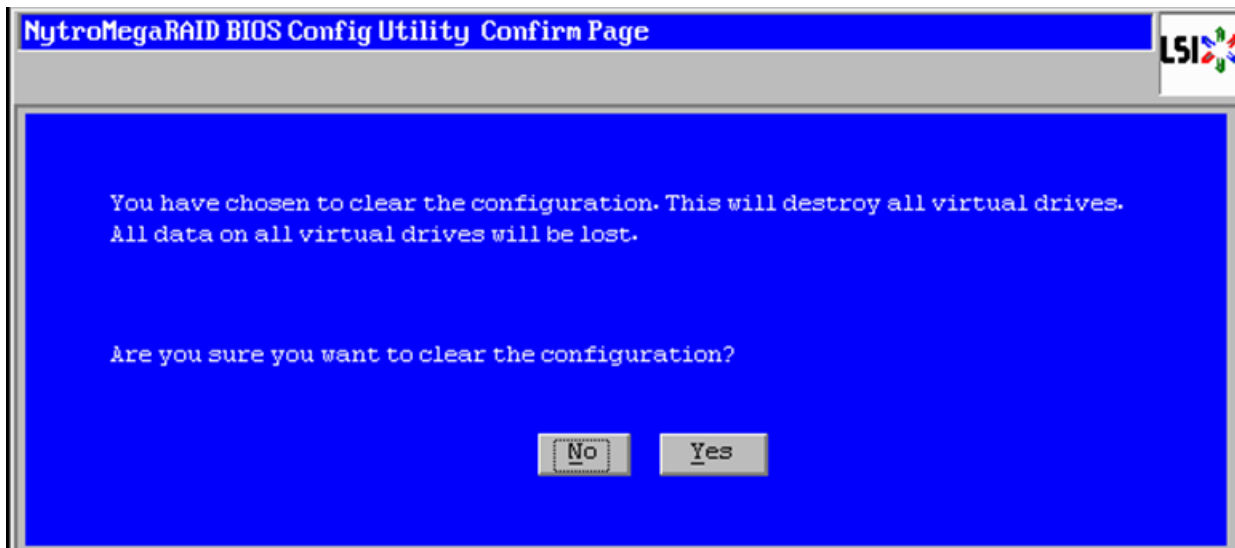 NytroMegaRAID BIOS Config Utility Confirm Page
LSI
You have chosen to clear the configuration. This will destroy all virtual drives.
All data on all virtual drives will be lost.
Are you sure you want to clear the configuration?
No Yes